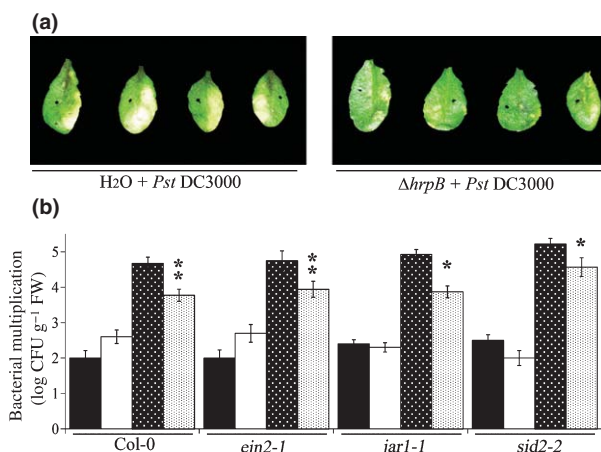 (a)
H2O + Pst DC3000
ΔhrpB + Pst DC3000
(b)
Bacterial multiplication
(log CFU g⁻¹ FW)
5
4
3
2
1
0
** ** * *
Col-0 ein2-1 jar1-1 sid2-2